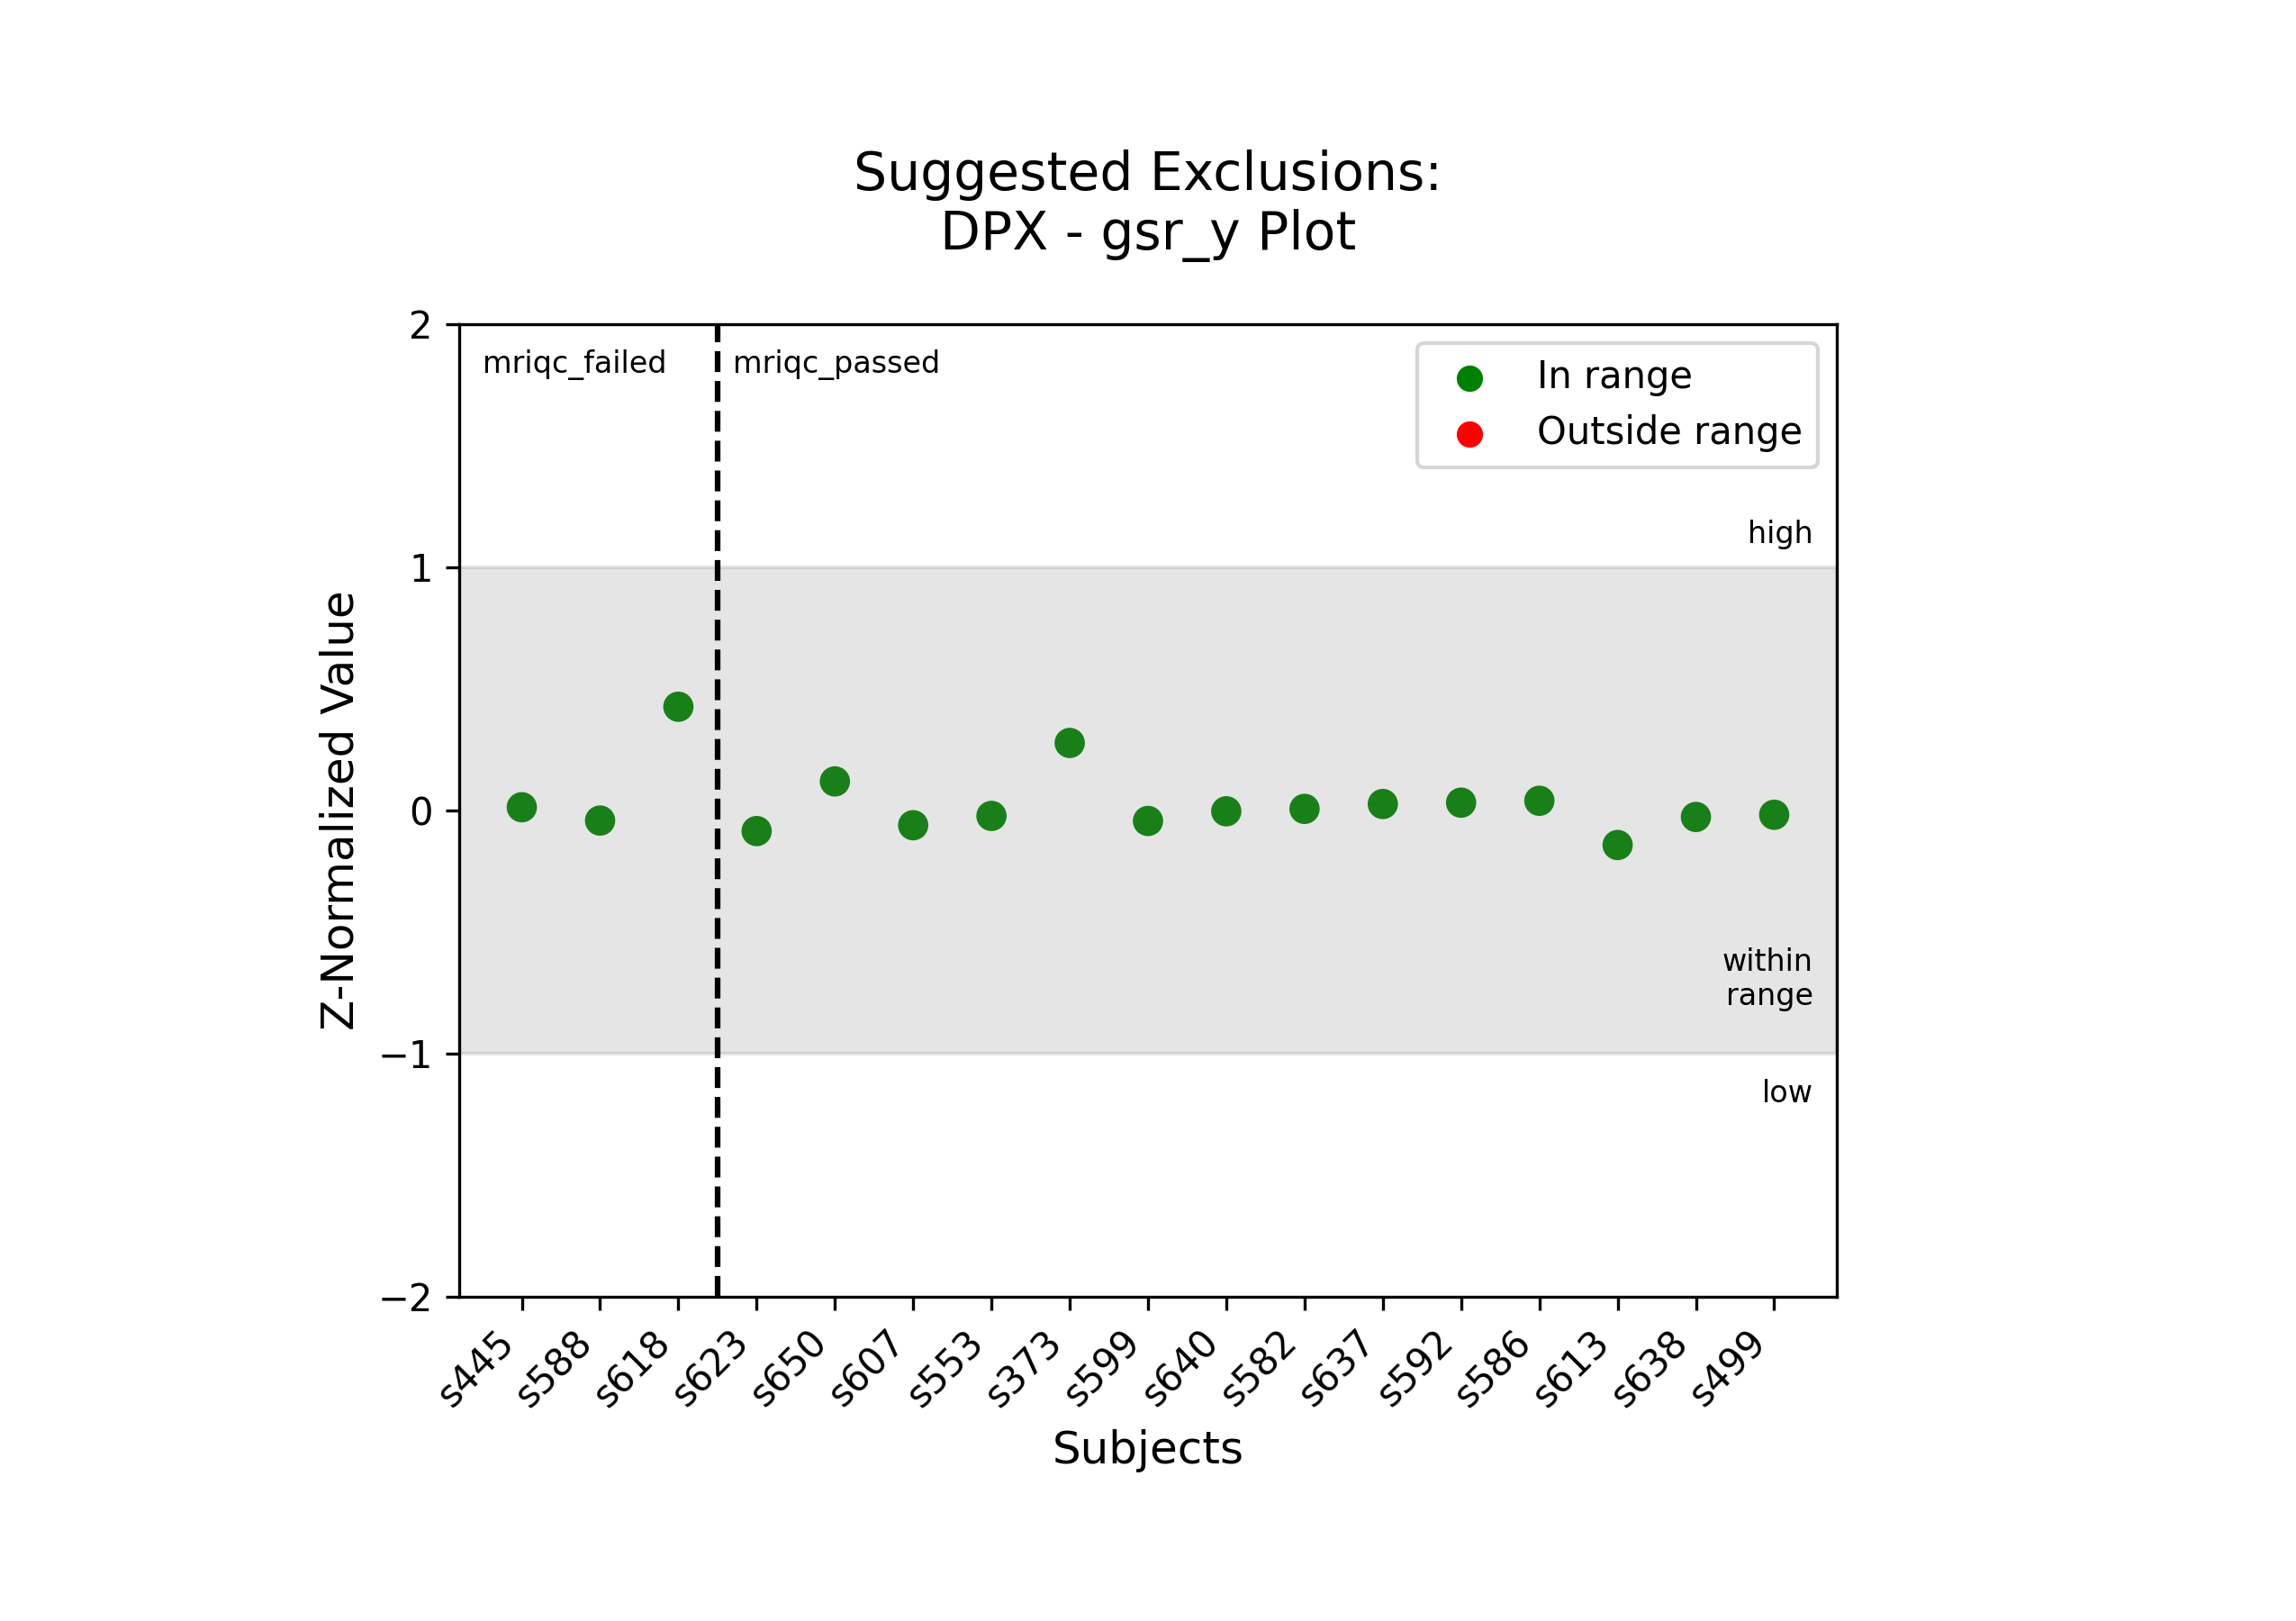 Suggested Exclusions:
DPX - gsr_y Plot
Z-Normalized Value
2
1
0
−1
−2
mriqc_failed
mriqc_passed
In range
Outside range
high
within
range
low
s445
s588
s618
s623
s650
s607
s553
s373
s599
s640
s582
s637
s592
s586
s613
s638
s499
Subjects